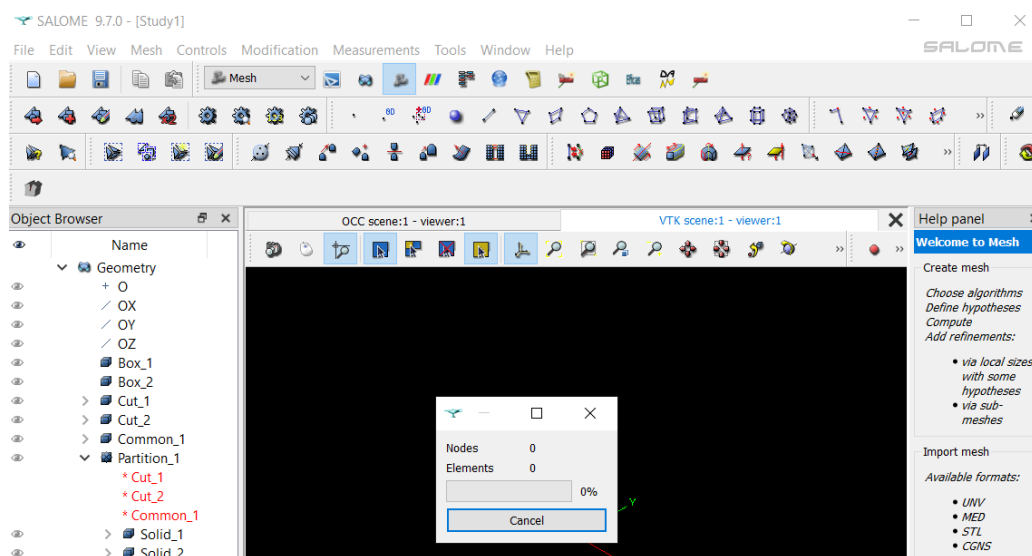 SALOME 9.7.0 - [Study1]
File Edit View Mesh Controls Modification Measurements Tools Window Help
SALOME
Mesh
0D
0D
Object Browser
OCC scene:1 - viewer:1
VTK scene:1 - viewer:1
Help panel
Name
Geometry
O
OX
OY
OZ
Box_1
Box_2
Cut_1
Cut_2
Common_1
Partition_1
* Cut_1
* Cut_2
* Common_1
Solid_1
Solid_2
Nodes 0
Elements 0
0%
Cancel
Y
Welcome to Mesh
Create mesh
Choose algorithms
Define hypotheses
Compute
Add refinements:
• via local sizes
with some
hypotheses
• via sub-
meshes
Import mesh
Available formats:
• UNV
• MED
• STL
• CGNS